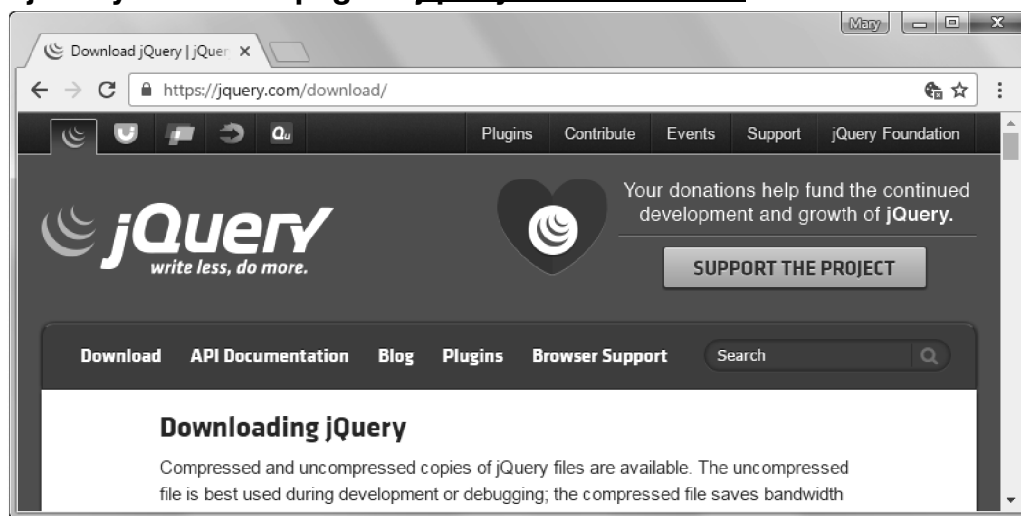 Mary
Download jQuery | jQuer
https://jquery.com/download/
Qu
Plugins Contribute Events Support jQuery Foundation
Your donations help fund the continued
development and growth of jQuery.
jQuery
write less, do more.
SUPPORT THE PROJECT
Download API Documentation Blog Plugins Browser Support Search
Downloading jQuery
Compressed and uncompressed copies of jQuery files are available. The uncompressed
file is best used during development or debugging; the compressed file saves bandwidth